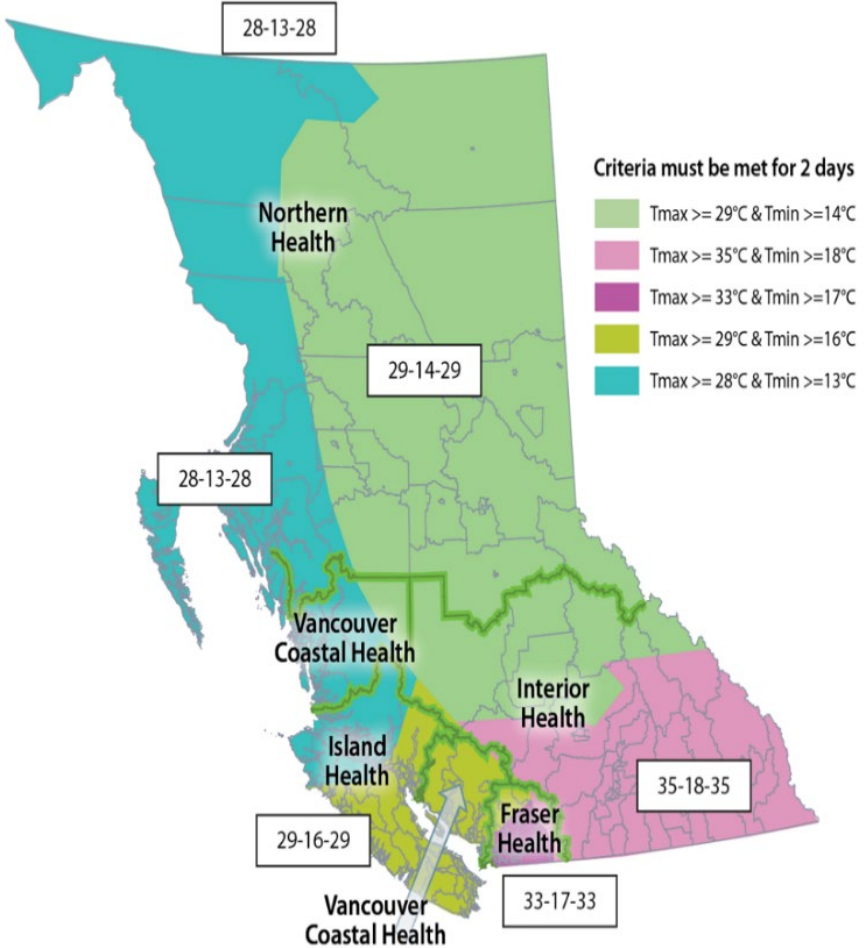 28-13-28
Criteria must be met for 2 days
Tmax >= 29°C & Tmin >=14°C
Tmax >= 35°C & Tmin >=18°C
Tmax >= 33°C & Tmin >=17°C
Tmax >= 29°C & Tmin >=16°C
Tmax >= 28°C & Tmin >=13°C
Northern
Health
29-14-29
28-13-28
Vancouver
Coastal Health
Interior
Health
Island
Health
35-18-35
Fraser
Health
29-16-29
33-17-33
Vancouver
Coastal Health